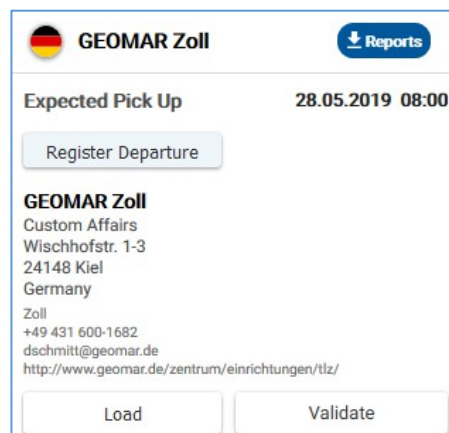 GEOMAR Zoll
Reports
Expected Pick Up 28.05.2019 08:00
Register Departure
GEOMAR Zoll
Custom Affairs
Wischhofstr. 1-3
24148 Kiel
Germany
Zoll
+49 431 600-1682
dschmitt@geomar.de
http://www.geomar.de/zentrum/einrichtungen/tlz/
Load Validate